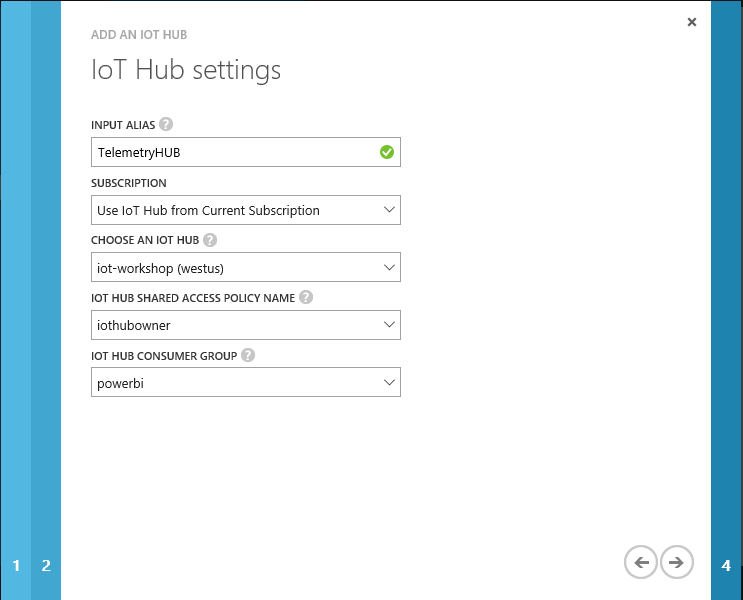 ADD AN IOT HUB
IoT Hub settings
INPUT ALIAS ?
TelemetryHUB
SUBSCRIPTION
Use IoT Hub from Current Subscription
CHOOSE AN IOT HUB ?
iot-workshop (westus)
IOT HUB SHARED ACCESS POLICY NAME ?
iothubowner
IOT HUB CONSUMER GROUP ?
powerbi
1 2 4